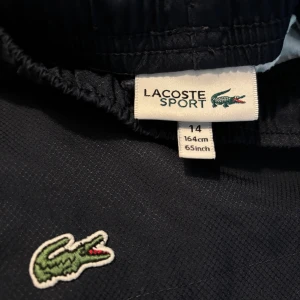 LACOSTE
SPORT
14
164cm
65inch